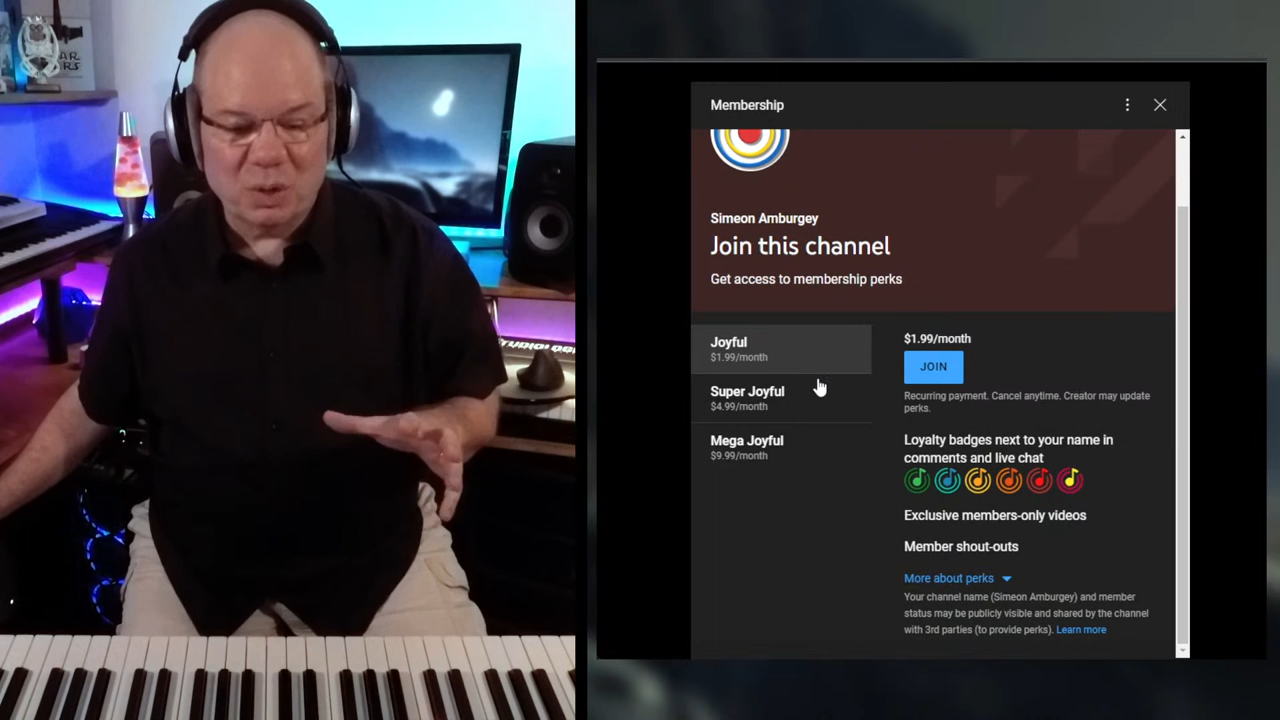 AR
Membership
Simeon Amburgey
Join this channel
Get access to membership perks
Joyful
$1.99/month
Super Joyful
$4.99/month
Mega Joyful
$9.99/month
$1.99/month
JOIN
Recurring payment. Cancel anytime. Creator may update
perks.
Loyalty badges next to your name in
comments and live chat
Exclusive members-only videos
Member shout-outs
More about perks
Your channel name (Simeon Amburgey) and member
status may be publicly visible and shared by the channel
with 3rd parties (to provide perks). Learn more